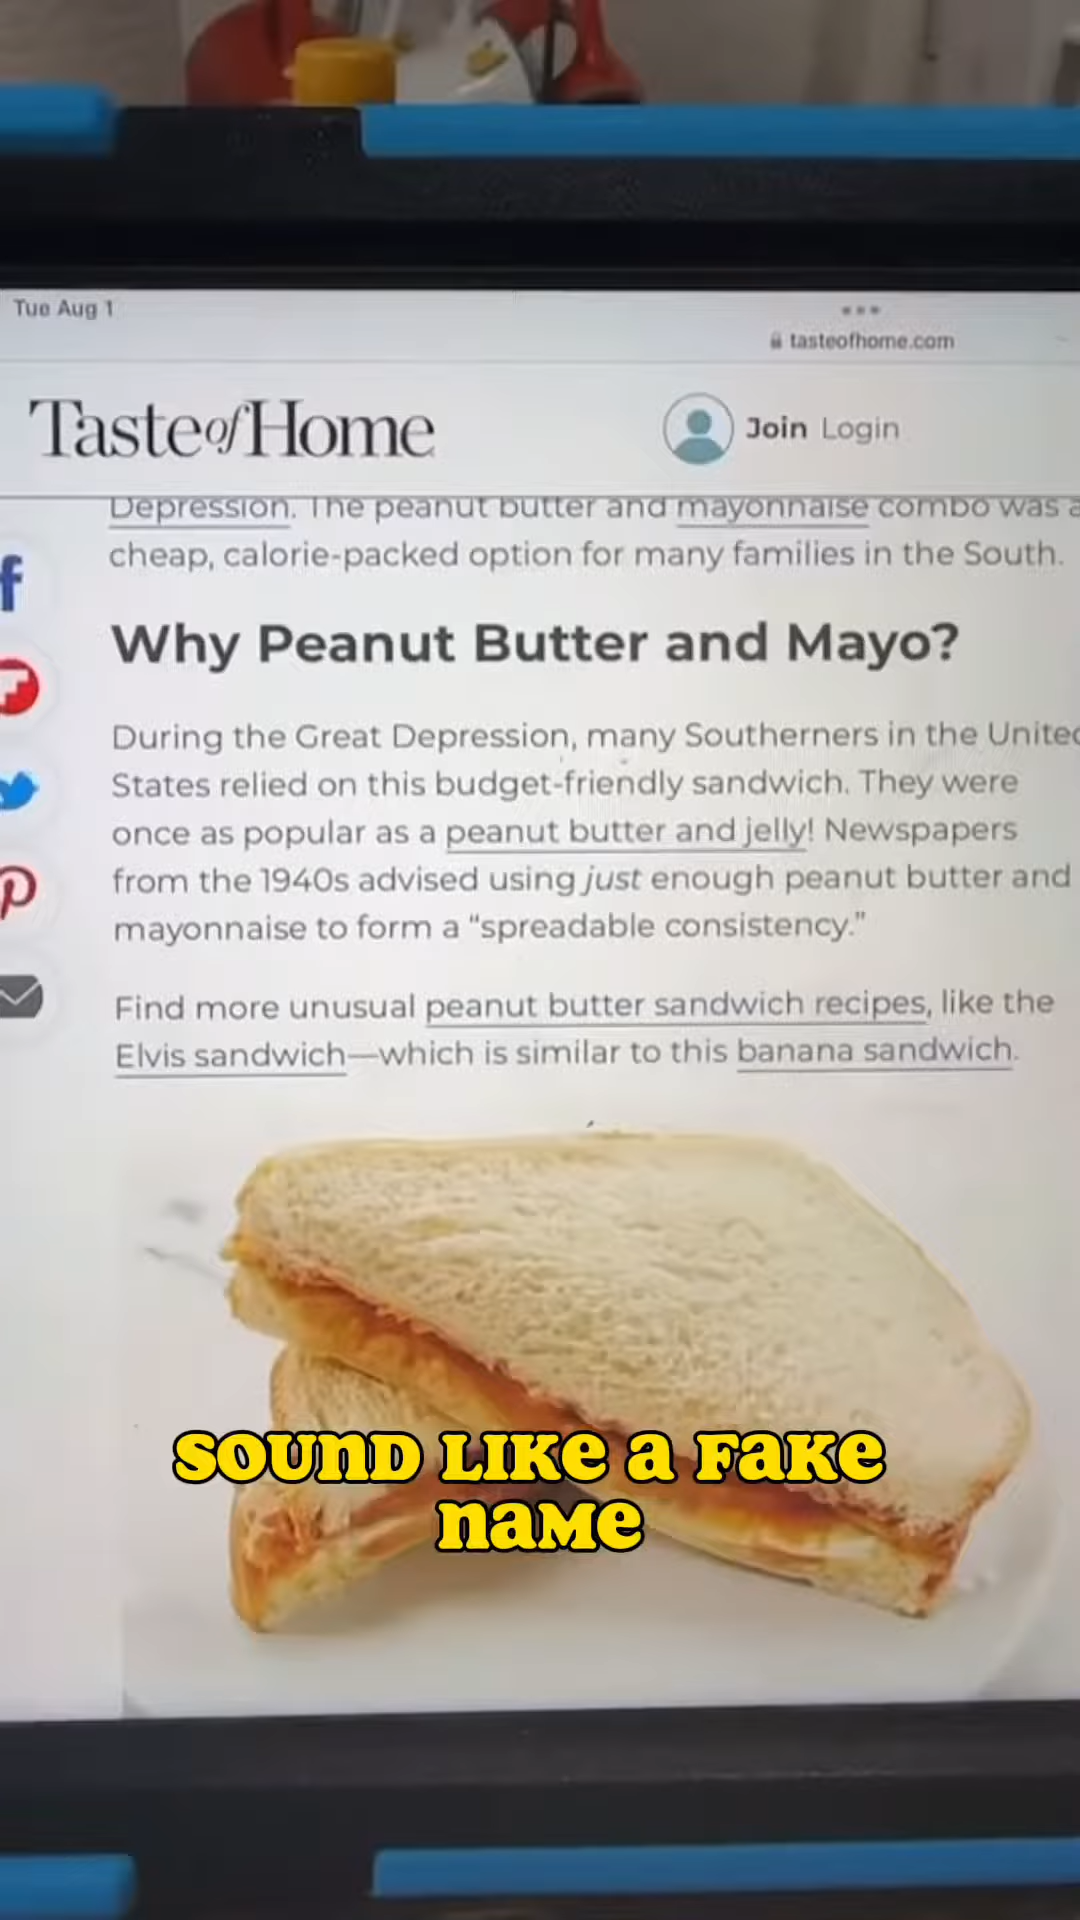 Tue Aug 1
tasteofhome.com
Taste of Home
Join Login
Depression. The peanut butter and mayonnaise combo was a
cheap, calorie-packed option for many families in the South.
Why Peanut Butter and Mayo?
During the Great Depression, many Southerners in the United
States relied on this budget-friendly sandwich. They were
once as popular as a peanut butter and jelly! Newspapers
from the 1940s advised using just enough peanut butter and
mayonnaise to form a "spreadable consistency."
Find more unusual peanut butter sandwich recipes, like the
Elvis sandwich—which is similar to this banana sandwich.
SOUND LIKE A FAKE
NAME